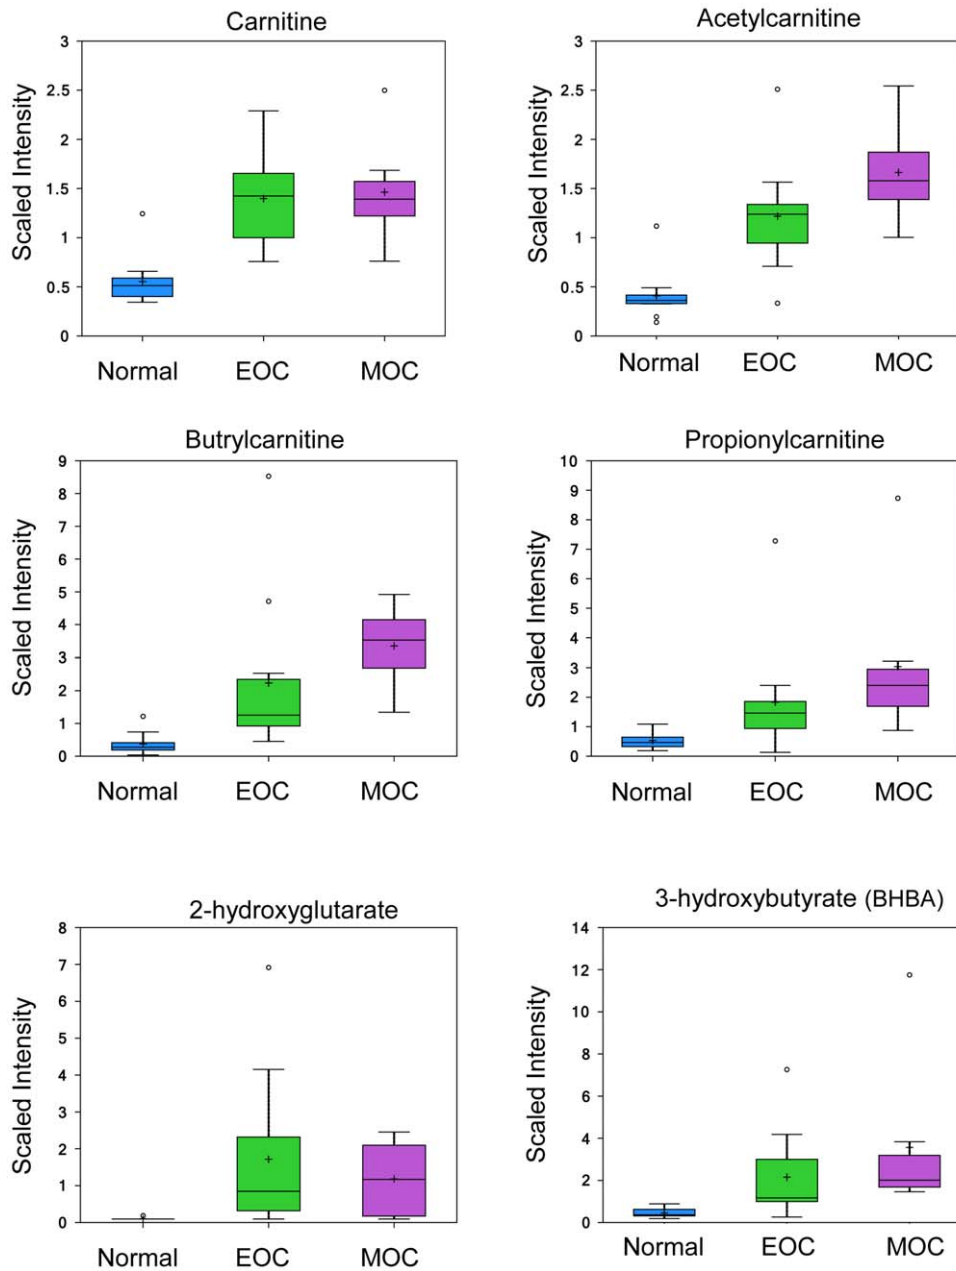 Carnitine
Scaled Intensity
3
2.5
2
1.5
1
0.5
0
Normal EOC MOC
Acetylcarnitine
Scaled Intensity
3
2.5
2
1.5
1
0.5
0
Normal EOC MOC
Butrylcarnitine
Scaled Intensity
9
8
7
6
5
4
3
2
1
0
Normal EOC MOC
Propionylcarnitine
Scaled Intensity
10
9
8
7
6
5
4
3
2
1
0
Normal EOC MOC
2-hydroxyglutarate
Scaled Intensity
8
7
6
5
4
3
2
1
0
Normal EOC MOC
3-hydroxybutyrate (BHBA)
Scaled Intensity
14
12
10
8
6
4
2
0
Normal EOC MOC